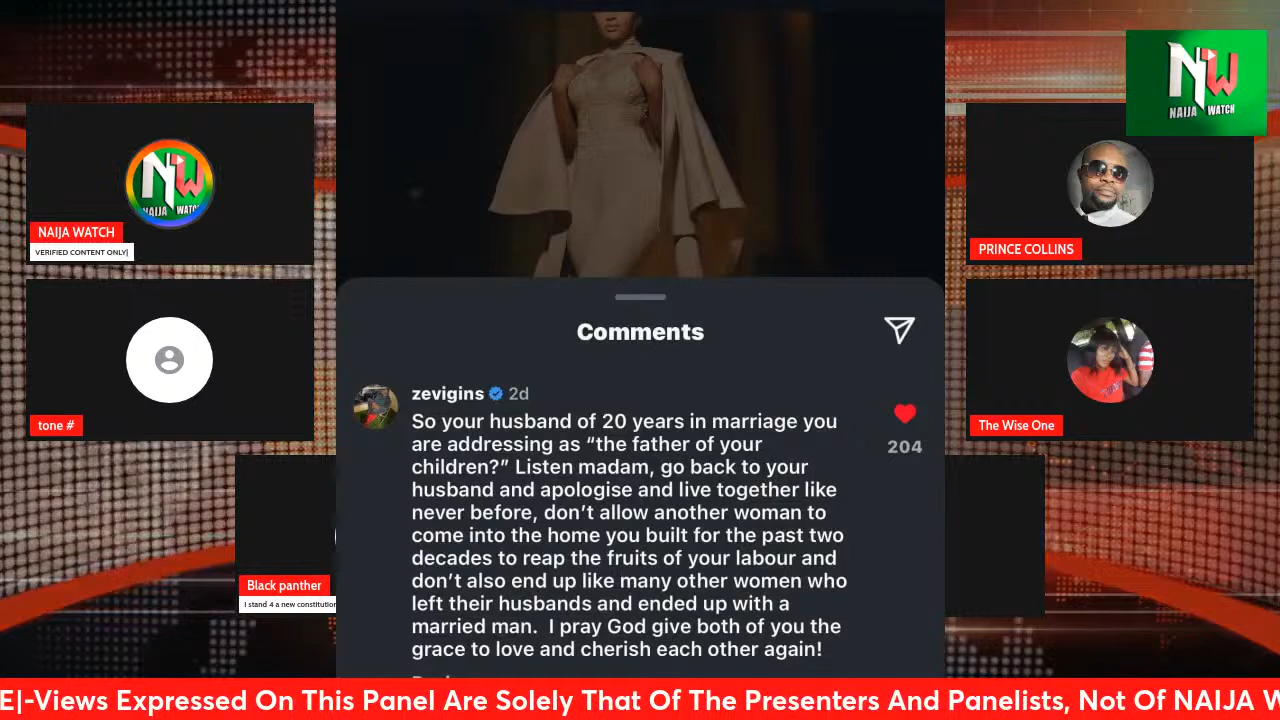 NW
NAIJA WATCH
NW
NAIJA WATCH
VERIFIED CONTENT ONLY|
PRINCE COLLINS
tone #
The Wise One
Black panther
I stand 4 a new constitution
Comments
zevigins 2d
So your husband of 20 years in marriage you
are addressing as “the father of your
children?” Listen madam, go back to your
husband and apologise and live together like
never before, don’t allow another woman to
come into the home you built for the past two
decades to reap the fruits of your labour and
don’t also end up like many other women who
left their husbands and ended up with a
married man. I pray God give both of you the
grace to love and cherish each other again!
204
E|-Views Expressed On This Panel Are Solely That Of The Presenters And Panelists, Not Of NAIJA W